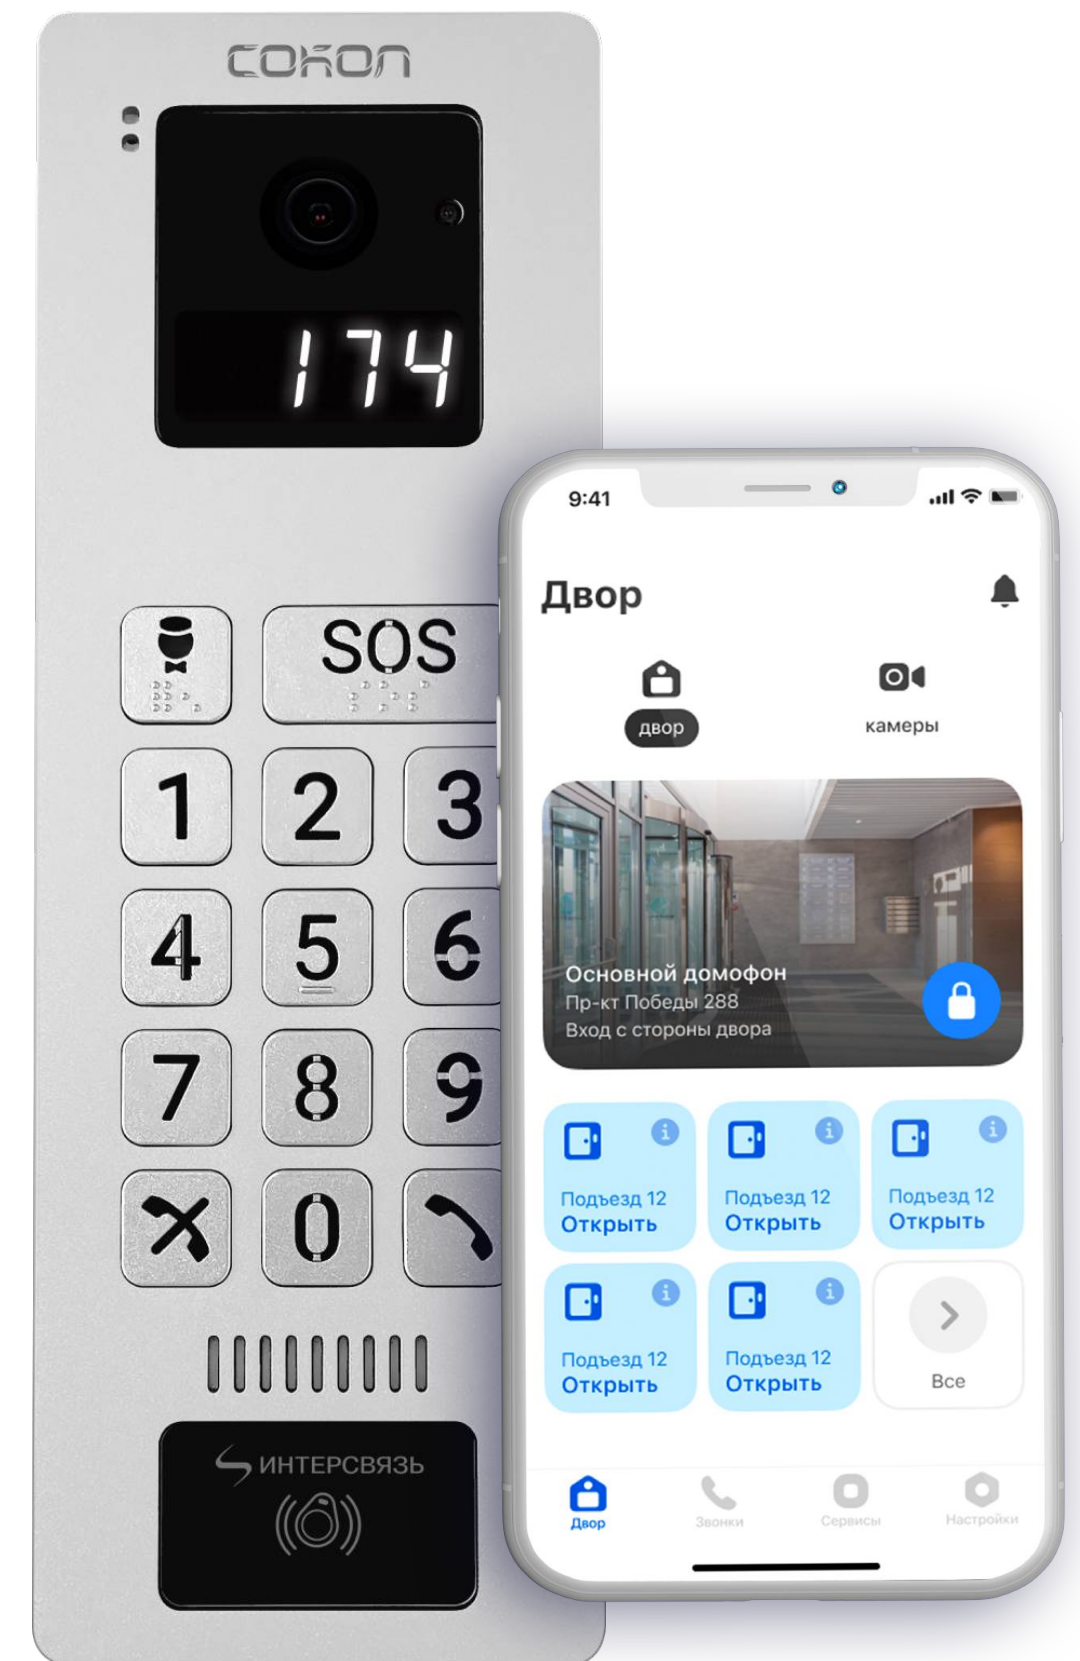 СОКОЛ
174
SOS
1 2 3
4 5 6
7 8 9
0
ИНТЕРСВЯЗЬ
9:41
Двор
двор
камеры
Основной домофон
Пр-кт Победы 288
Вход с стороны двора
Подъезд 12
Открыть
Подъезд 12
Открыть
Подъезд 12
Открыть
Подъезд 12
Открыть
Подъезд 12
Открыть
Все
Двор
Звонки
Сервисы
Настройки